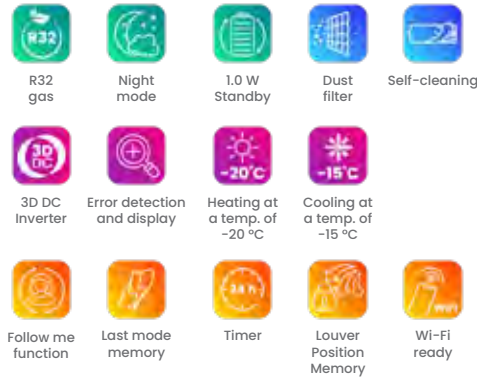 R32
R32
gas
Night
mode
1.0 W
Standby
Dust
filter
Self-cleaning
3D
DC
3D DC
Inverter
Error detection
and display
-20°C
Heating at
a temp. of
-20 ºC
-15°C
Cooling at
a temp. of
-15 ºC
Follow me
function
Last mode
memory
24 h
Timer
Louver
Position
Memory
WiFi
Wi-Fi
ready